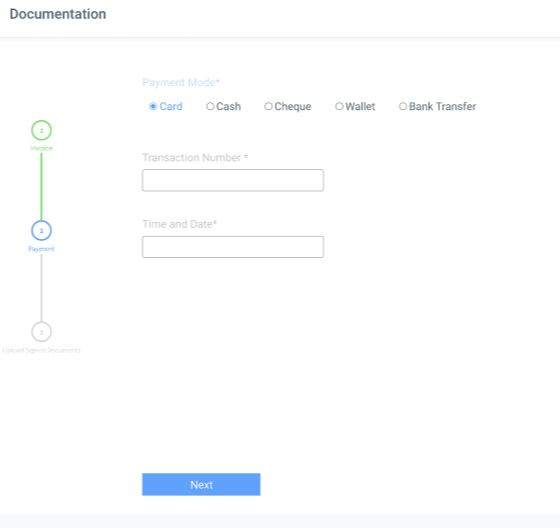 Documentation
Payment Mode*
Card Cash Cheque Wallet Bank Transfer
1
Invoice
Transaction Number *
Time and Date*
2
Payment
3
Upload Signed Documents
Next